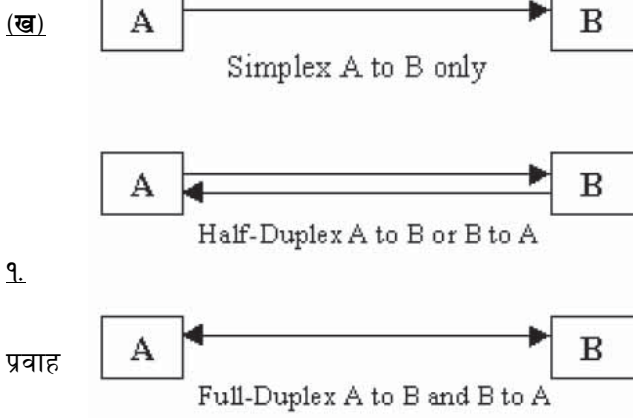 (ख)
A B
Simplex A to B only
A B
Half-Duplex A to B or B to A
१.
A B
प्रवाह
Full-Duplex A to B and B to A